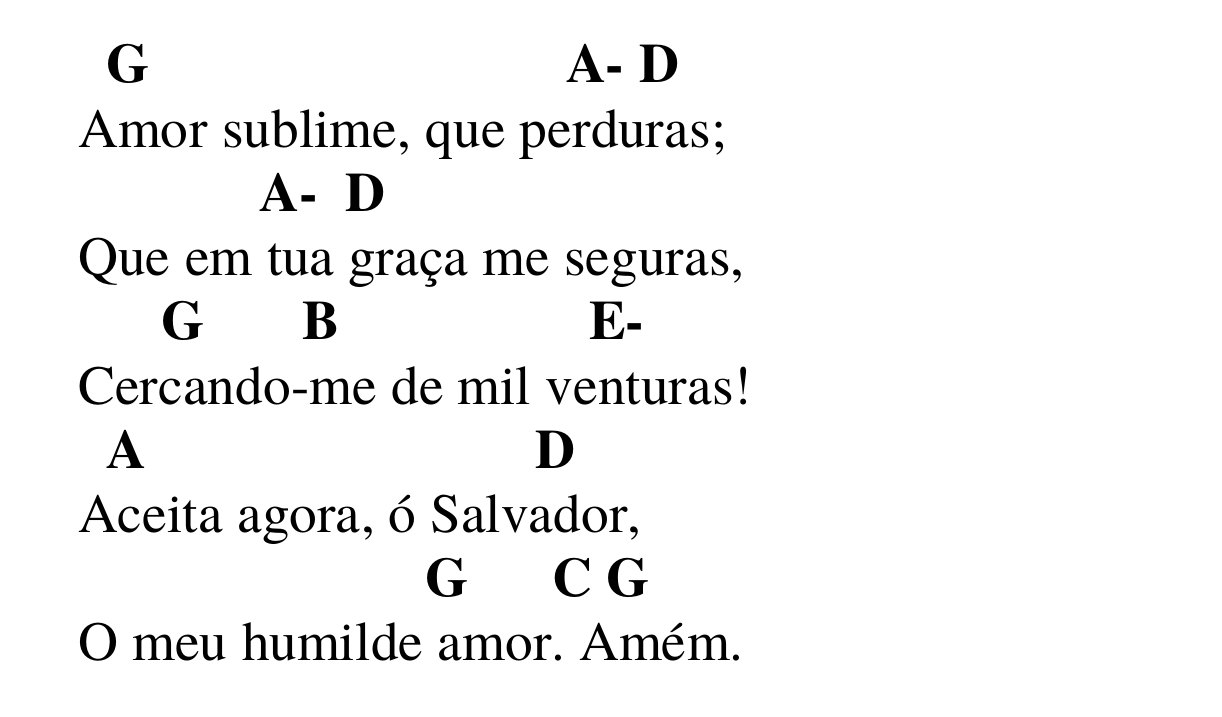 G A- D
Amor sublime, que perduras;
A- D
Que em tua graça me seguras,
G B E-
Cercando-me de mil venturas!
A D
Aceita agora, ó Salvador,
G C G
O meu humilde amor. Amém.